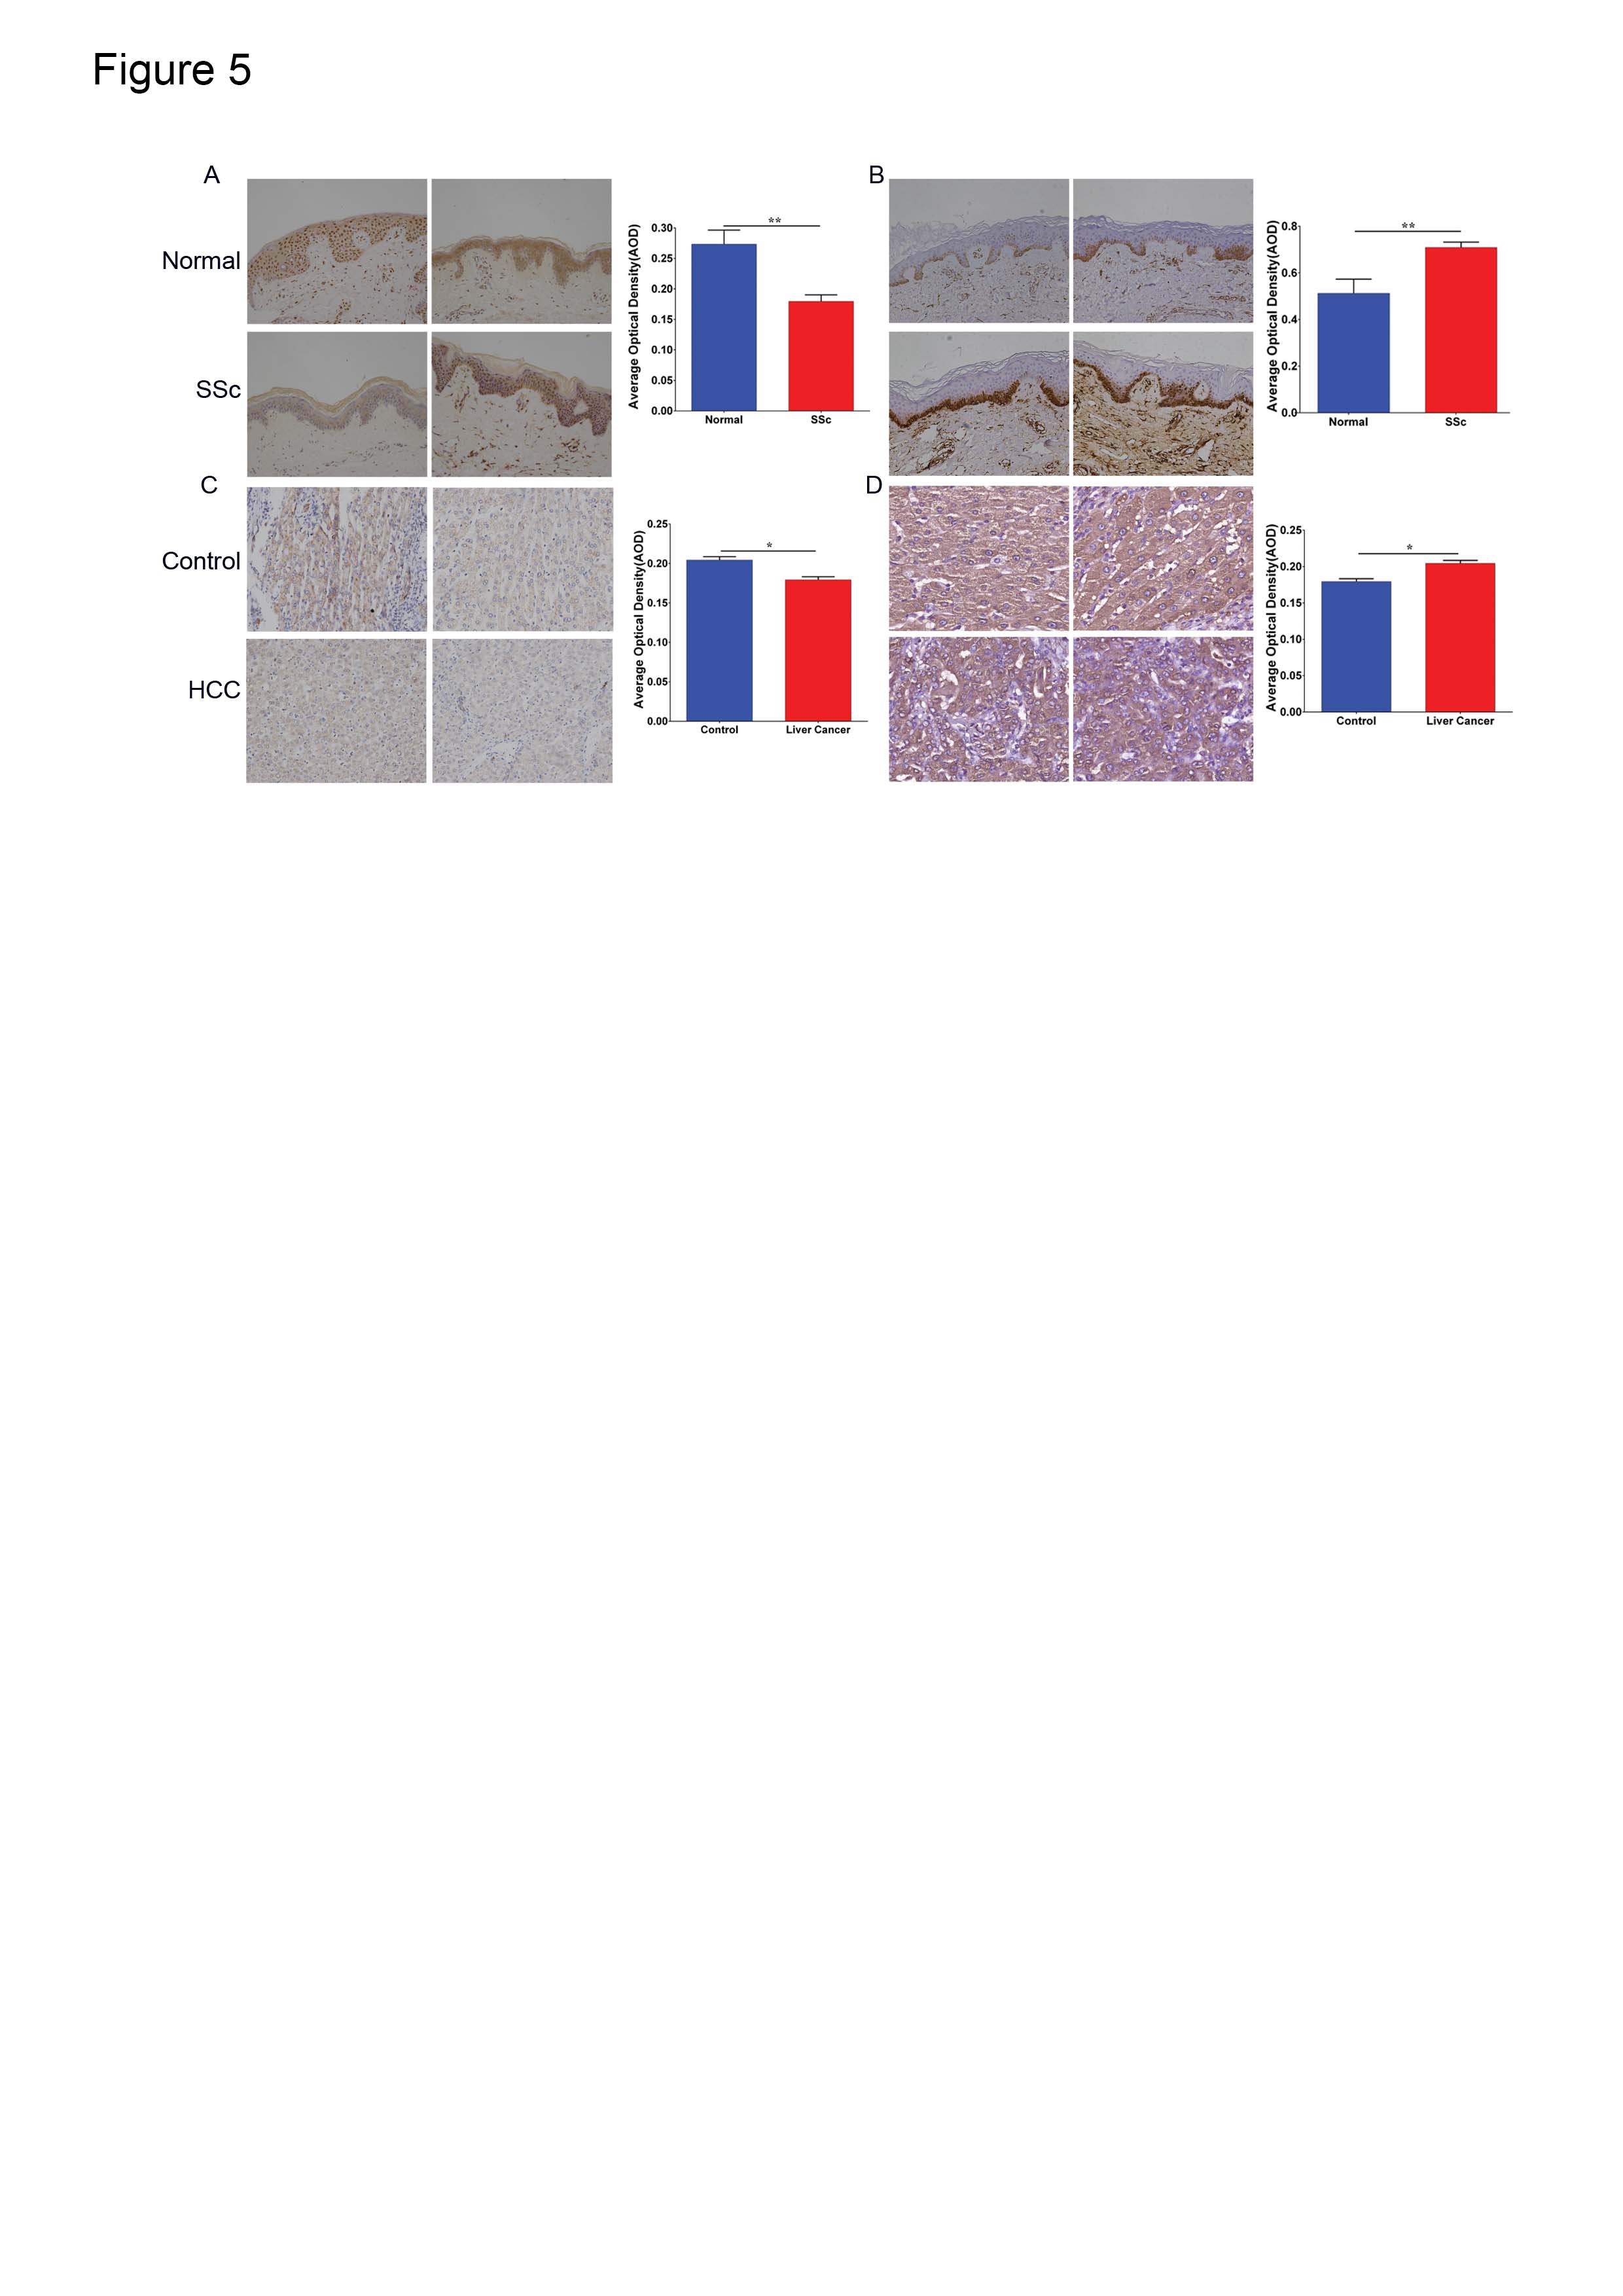 Figure 5
A
Normal
SSc
Average Optical Density(AOD)
0.30
0.25
0.20
0.15
0.10
0.05
0.00
**
Normal SSc
B
Average Optical Density(AOD)
0.8
0.6
0.4
0.2
0.0
**
Normal SSc
C
Control
HCC
Average Optical Density(AOD)
0.25
0.20
0.15
0.10
0.05
0.00
*
Control Liver Cancer
D
Average Optical Density(AOD)
0.25
0.20
0.15
0.10
0.05
0.00
*
Control Liver Cancer